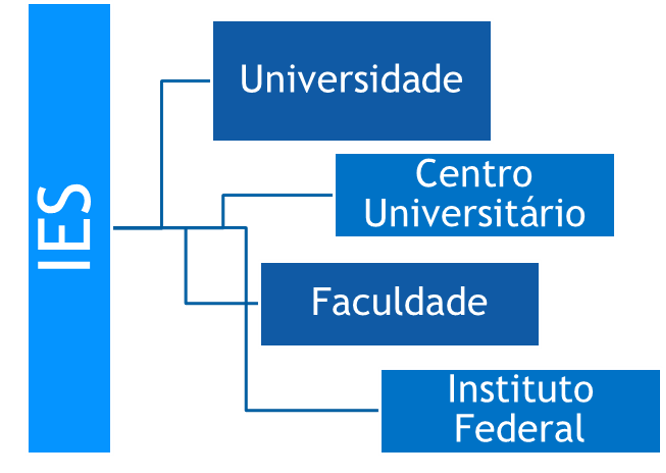 IES
Universidade
Centro
Universitário
Faculdade
Instituto
Federal